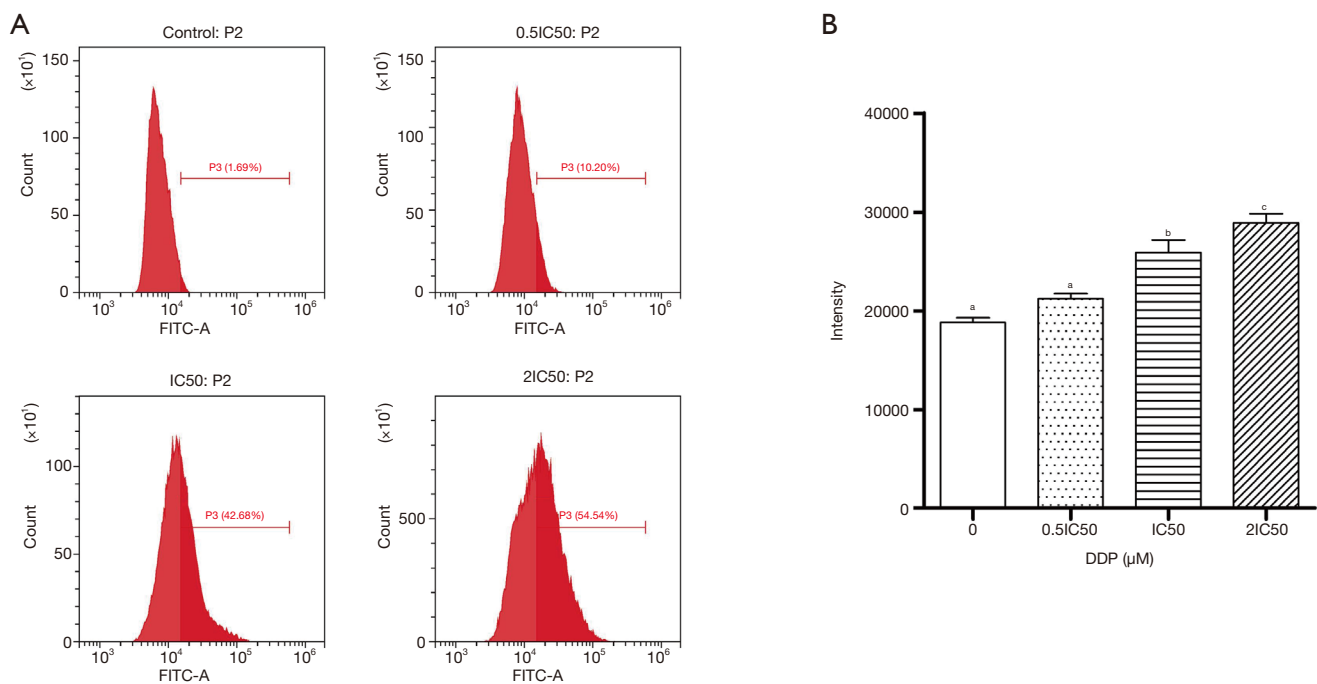 A
B
Control: P2
(×10¹)
150
100
50
0
Count
P3 (1.69%)
10³ 10⁴ 10⁵ 10⁶
FITC-A
0.5IC50: P2
(×10¹)
150
100
50
0
Count
P3 (10.20%)
10³ 10⁴ 10⁵ 10⁶
FITC-A
IC50: P2
(×10¹)
100
50
0
Count
P3 (42.68%)
10³ 10⁴ 10⁵ 10⁶
FITC-A
2IC50: P2
(×10¹)
500
0
Count
P3 (54.54%)
10³ 10⁴ 10⁵ 10⁶
FITC-A
40000
30000
20000
10000
0
Intensity
a
a
b
c
0 0.5IC50 IC50 2IC50
DDP (µM)